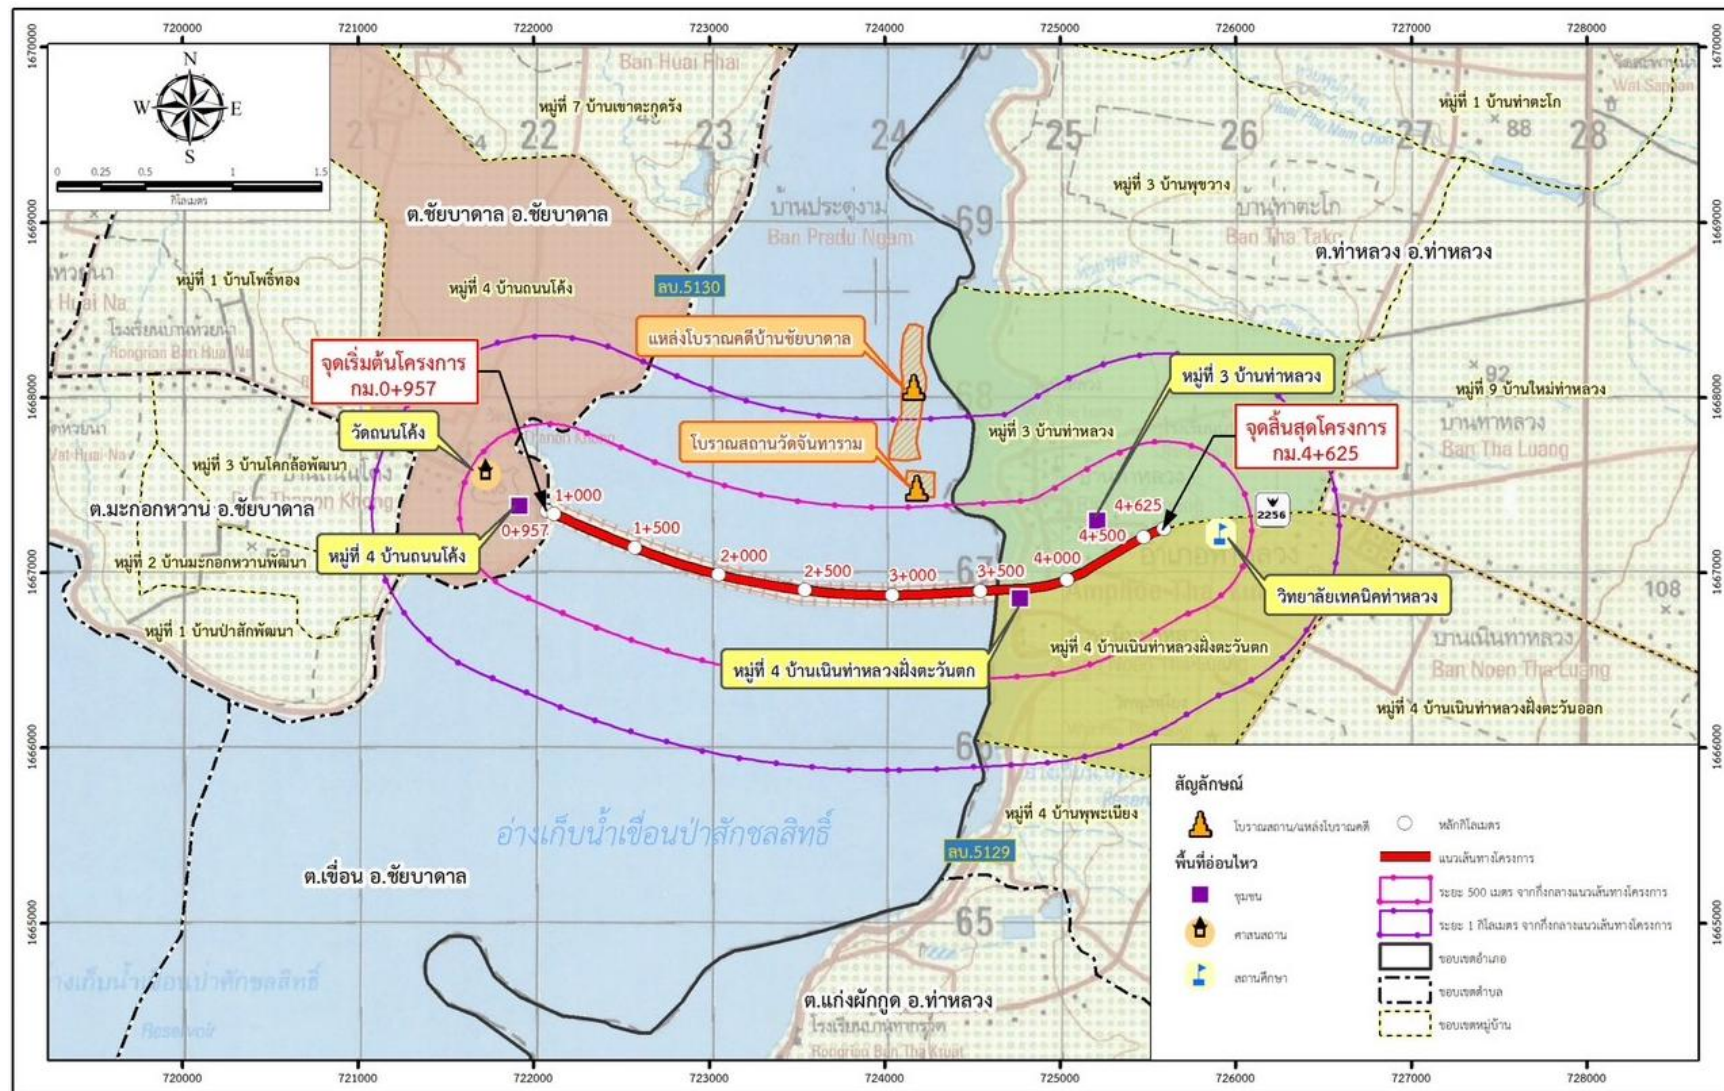 720000 721000 722000 723000 724000 725000 726000 727000 728000
1670000
1669000
1668000
1667000
1666000
1665000
N
W E
S
0 0.25 0.5 1 1.5
กิโลเมตร
Ban Huai Phai
หมู่ที่ 7 บ้านเขาตะกุดรัง
หมู่ที่ 1 บ้านท่าตะโก
21 22 23 24 25 26 27 28
88
หมู่ที่ 3 บ้านพุขวาง
ต.ชัยบาดาล อ.ชัยบาดาล
บ้านประดู่งาม
Ban Pradu Ngam
69
บ้านท่าตะโก
Ban Tha Tako
ต.ท่าหลวง อ.ท่าหลวง
Huai Na
หมู่ที่ 1 บ้านโพธิ์ทอง
หมู่ที่ 4 บ้านถนนโค้ง
ลบ.5130
โรงเรียนบ้านห้วยนา
Rongrian Ban Huai Na
แหล่งโบราณคดีบ้านชัยบาดาล
จุดเริ่มต้นโครงการ
กม.0+957
หมู่ที่ 3 บ้านท่าหลวง
92
หมู่ที่ 9 บ้านใหม่ท่าหลวง
68
วัดถนนโค้ง
โบราณสถานวัดจันทาราม
หมู่ที่ 3 บ้านท่าหลวง
จุดสิ้นสุดโครงการ
กม.4+625
บ้านท่าหลวง
Ban Tha Luang
Wat Huai Na
หมู่ที่ 3 บ้านโคกล้อพัฒนา
บ้านถนนโค้ง
Ban Thanon Khong
ต.มะกอกหวาน อ.ชัยบาดาล
1+000
0+957
1+500
2+000
2+500
3+000
3+500
4+000
4+500
4+625
2256
หมู่ที่ 4 บ้านถนนโค้ง
หมู่ที่ 2 บ้านมะกอกหวานพัฒนา
53
67
วิทยาลัยเทคนิคท่าหลวง
108
หมู่ที่ 1 บ้านป่าสักพัฒนา
หมู่ที่ 4 บ้านเนินท่าหลวงฝั่งตะวันตก
หมู่ที่ 4 บ้านเนินท่าหลวงฝั่งตะวันตก
บ้านเนินท่าหลวง
Ban Noen Tha Luang
หมู่ที่ 4 บ้านเนินท่าหลวงฝั่งตะวันออก
66
อ่างเก็บน้ำเขื่อนป่าสักชลสิทธิ์
หมู่ที่ 4 บ้านพุพะเนียง
ลบ.5129
ต.เขื่อน อ.ชัยบาดาล
65
อ่างเก็บน้ำเขื่อนป่าสักชลสิทธิ์
Reservoir
ต.แก่งผักกูด อ.ท่าหลวง
สัญลักษณ์
โบราณสถาน/แหล่งโบราณคดี
พื้นที่อ่อนไหว
ชุมชน
ศาสนสถาน
สถานศึกษา
หลักกิโลเมตร
แนวเส้นทางโครงการ
ระยะ 500 เมตร จากกึ่งกลางแนวเส้นทางโครงการ
ระยะ 1 กิโลเมตร จากกึ่งกลางแนวเส้นทางโครงการ
ขอบเขตอำเภอ
ขอบเขตตำบล
ขอบเขตหมู่บ้าน
1670000
1669000
1668000
1667000
1666000
1665000
720000 721000 722000 723000 724000 725000 726000 727000 728000